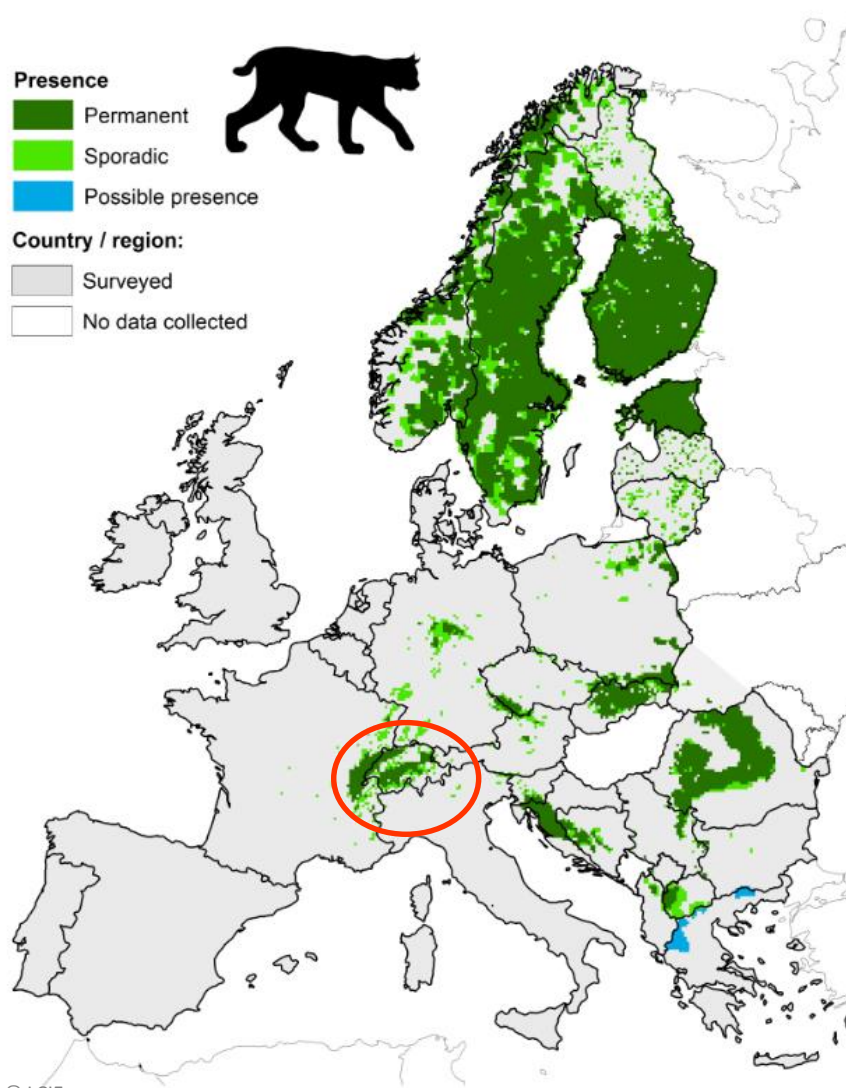 Presence
Permanent
Sporadic
Possible presence
Country / region:
Surveyed
No data collected